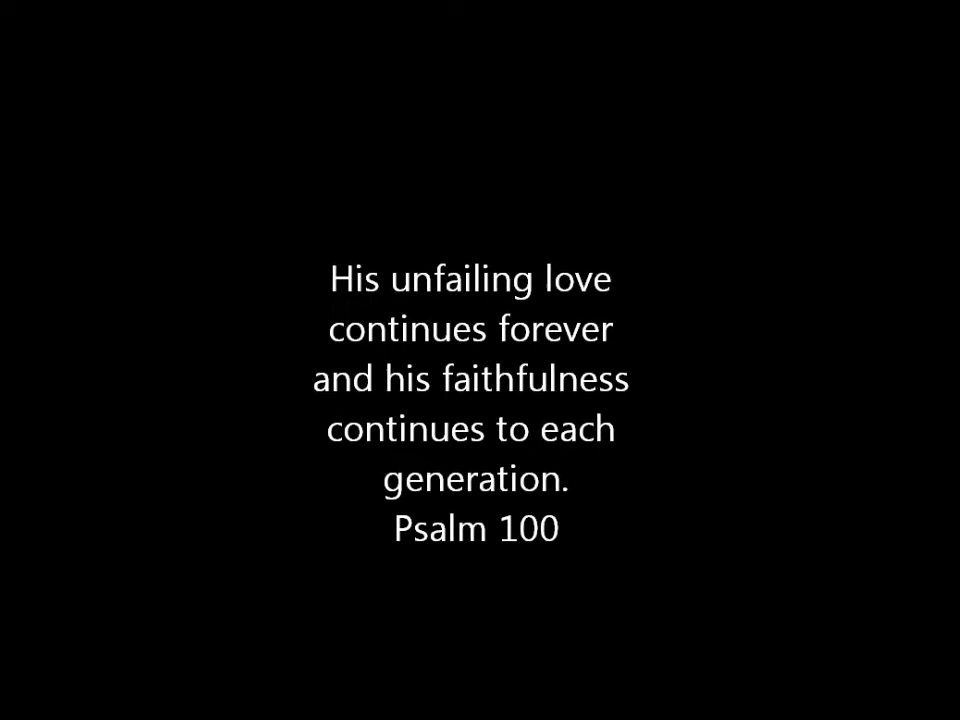 His unfailing love
continues forever
and his faithfulness
continues to each
generation.
Psalm 100